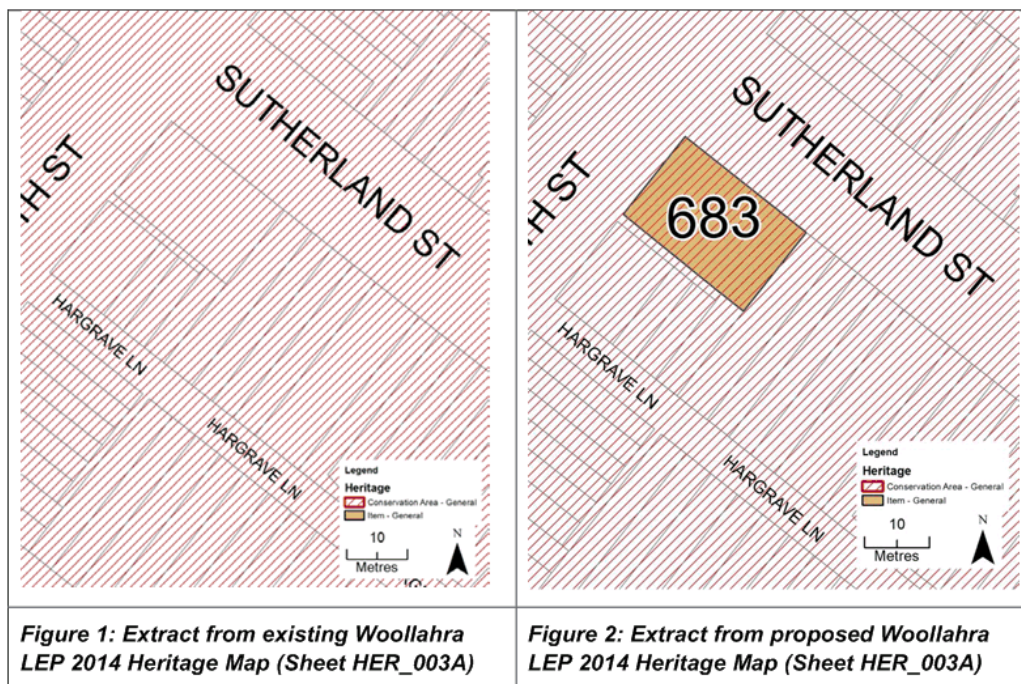 SUTHERLAND ST
H ST
HARGRAVE LN
HARGRAVE LN
Legend
Heritage
Conservation Area - General
Item - General
10
Metres
N
Figure 1: Extract from existing Woollahra
LEP 2014 Heritage Map (Sheet HER_003A)
SUTHERLAND ST
H ST
683
HARGRAVE LN
HARGRAVE LN
Legend
Heritage
Conservation Area - General
Item - General
10
Metres
N
Figure 2: Extract from proposed Woollahra
LEP 2014 Heritage Map (Sheet HER_003A)